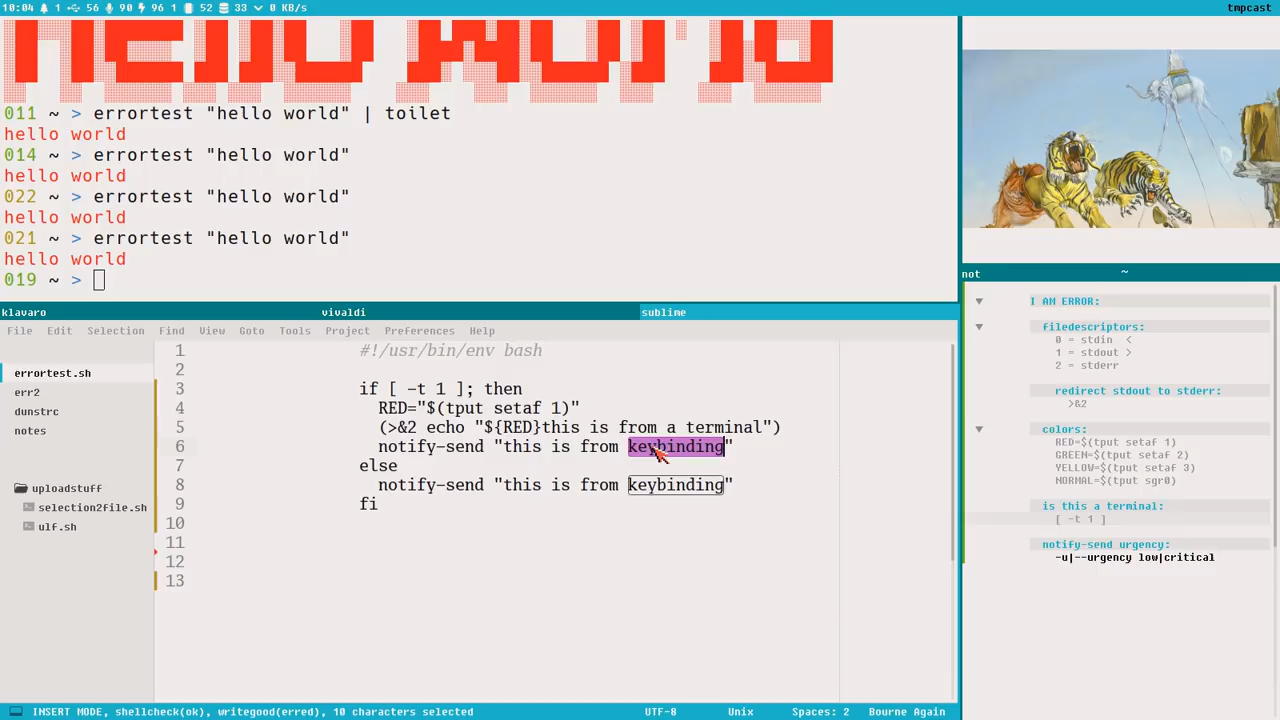 10:04 1 56 90 96 1 52 33 0 KB/s
tmpcast
Hello World
011 ~ > errortest "hello world" | toilet
hello world
014 ~ > errortest "hello world"
hello world
022 ~ > errortest "hello world"
hello world
021 ~ > errortest "hello world"
hello world
019 ~ >
klavaro vivaldi sublime
File Edit Selection Find View Goto Tools Project Preferences Help
errortest.sh
err2
dunstrc
notes
uploadstuff
selection2file.sh
ulf.sh
1 #!/usr/bin/env bash
2
3 if [ -t 1 ]; then
4 RED="$(tput setaf 1)"
5 (>&2 echo "${RED}this is from a terminal")
6 notify-send "this is from keybinding"
7 else
8 notify-send "this is from keybinding"
9 fi
10
11
12
13
INSERT MODE, shellcheck(ok), writegood(erred), 10 characters selected UTF-8 Unix Spaces: 2 Bourne Again
not ~
I AM ERROR:
filedescriptors:
0 = stdin <
1 = stdout >
2 = stderr
redirect stdout to stderr:
>&2
colors:
RED=$(tput setaf 1)
GREEN=$(tput setaf 2)
YELLOW=$(tput setaf 3)
NORMAL=$(tput sgr0)
is this a terminal:
[ -t 1 ]
notify-send urgency:
-u|--urgency low|critical